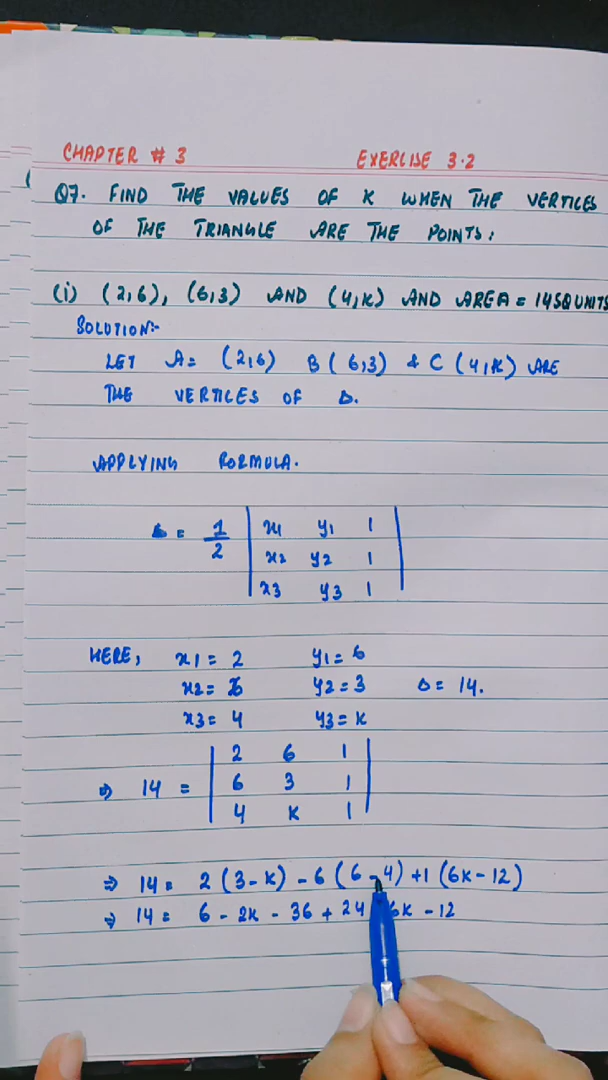 CHAPTER # 3 EXERCISE 3.2
Q7. FIND THE VALUES OF K WHEN THE VERTICES
OF THE TRIANGLE ARE THE POINTS:
(i) (2,6), (6,3) AND (4,K) AND AREA = 14SQUNITS
SOLUTION:-
LET A= (2,6) B (6,3) & C (4,K) ARE
THE VERTICES OF Δ.
APPLYING FORMULA.
Δ = 1/2 | x1 y1 1
x2 y2 1
x3 y3 1 |
HERE, x1 = 2 y1 = 6
x2 = 6 y2 = 3 Δ = 14.
x3 = 4 y3 = K
⇒ 14 = | 2 6 1
6 3 1
4 K 1 |
⇒ 14 = 2 (3 - K) - 6 (6 - 4) + 1 (6K - 12)
⇒ 14 = 6 - 2K - 36 + 24 6K - 12